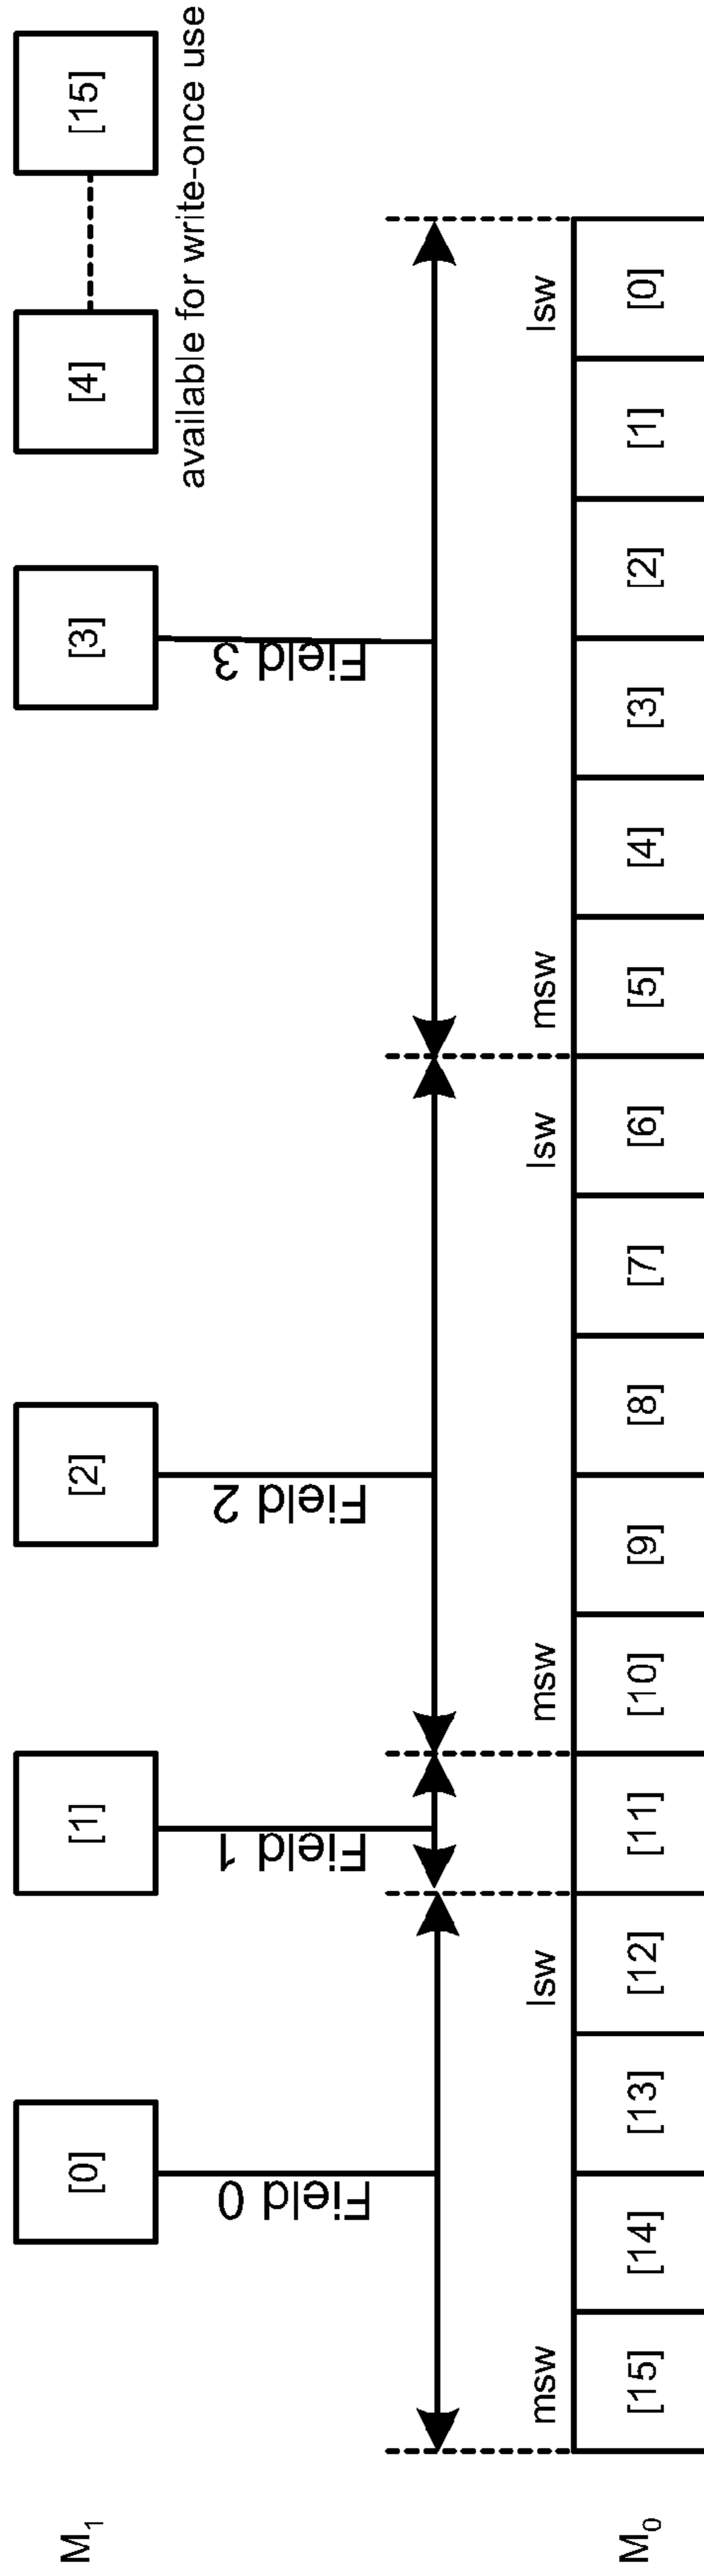 M1 [0] [1] [2] [3] [4] [15]
available for write-once use
Field 0 Field 1 Field 2 Field 3
msw lsw msw lsw msw lsw
M0 [15] [14] [13] [12] [11] [10] [9] [8] [7] [6] [5] [4] [3] [2] [1] [0]